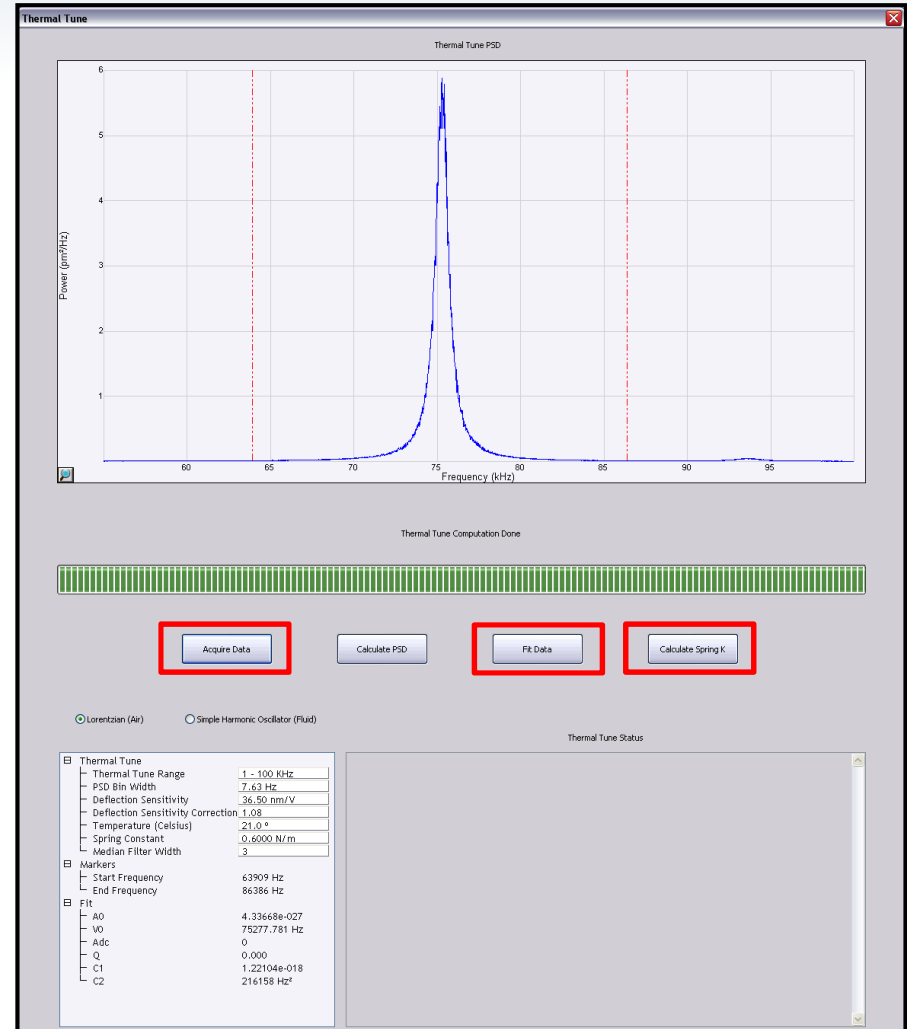 Thermal Tune
Thermal Tune PSD
6
5
4
3
2
1
Power (pm²/Hz)
60 65 70 75 80 85 90 95
Frequency (kHz)
Thermal Tune Computation Done
Acquire Data Calculate PSD Fit Data Calculate Spring K
Lorentzian (Air) Simple Harmonic Oscillator (Fluid)
Thermal Tune Status
Thermal Tune
Thermal Tune Range 1 - 100 KHz
PSD Bin Width 7.63 Hz
Deflection Sensitivity 36.50 nm/V
Deflection Sensitivity Correction 1.08
Temperature (Celsius) 21.0 º
Spring Constant 0.6000 N/m
Median Filter Width 3
Markers
Start Frequency 63909 Hz
End Frequency 86386 Hz
Fit
A0 4.33668e-027
V0 75277.781 Hz
Adc 0
Q 0.000
C1 1.22104e-018
C2 216158 Hz²